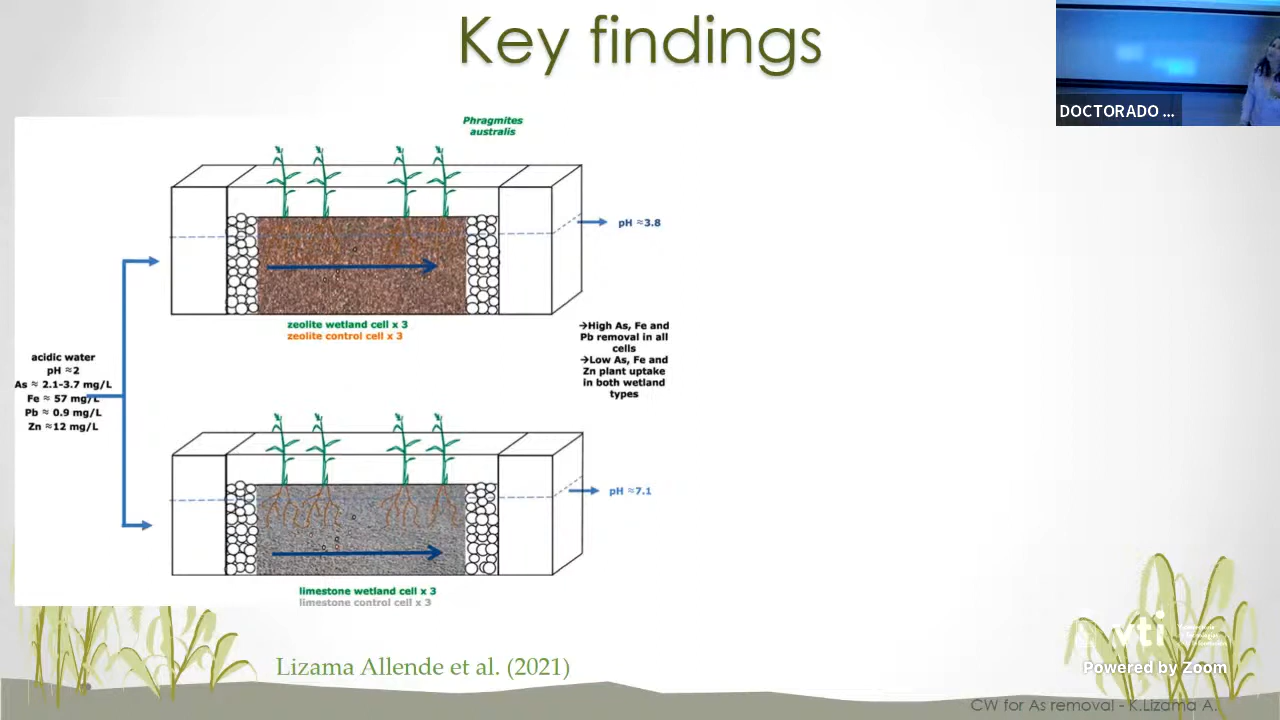 Key findings
DOCTORADO ...
Phragmites
australis
pH ≈3.8
zeolite wetland cell x 3
zeolite control cell x 3
→High As, Fe and
Pb removal in all
cells
→Low As, Fe and
Zn plant uptake
in both wetland
types
acidic water
pH ≈2
As ≈ 2.1-3.7 mg/L
Fe ≈ 57 mg/L
Pb ≈ 0.9 mg/L
Zn ≈12 mg/L
pH ≈7.1
limestone wetland cell x 3
limestone control cell x 3
Lizama Allende et al. (2021)
vti
Powered by Zoom
CW for As removal - K.Lizama A.